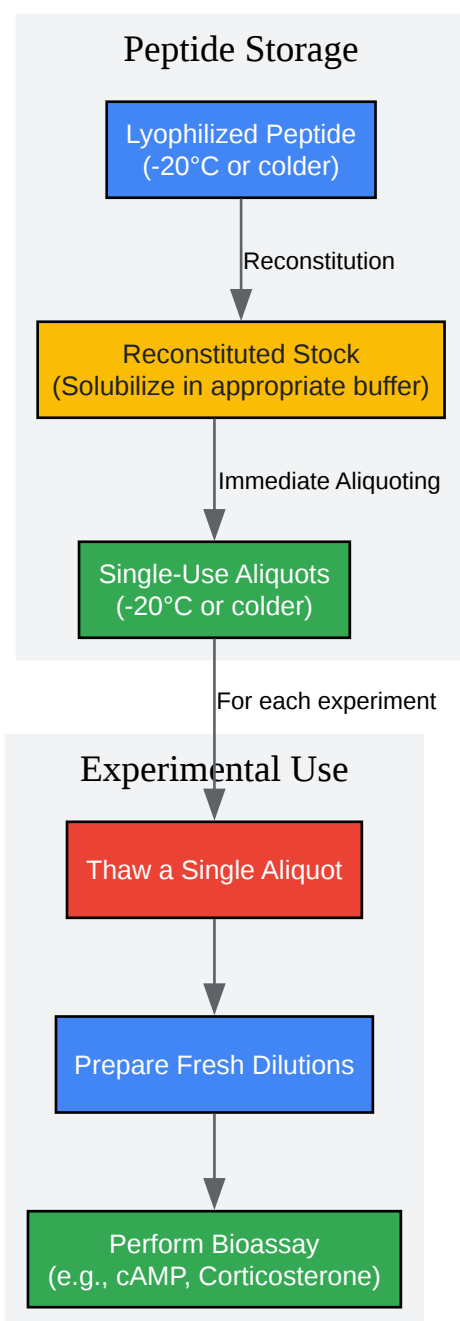 Peptide Storage
Lyophilized Peptide
(-20°C or colder)
Reconstitution
Reconstituted Stock
(Solubilize in appropriate buffer)
Immediate Aliquoting
Single-Use Aliquots
(-20°C or colder)
For each experiment
Experimental Use
Thaw a Single Aliquot
Prepare Fresh Dilutions
Perform Bioassay
(e.g., cAMP, Corticosterone)